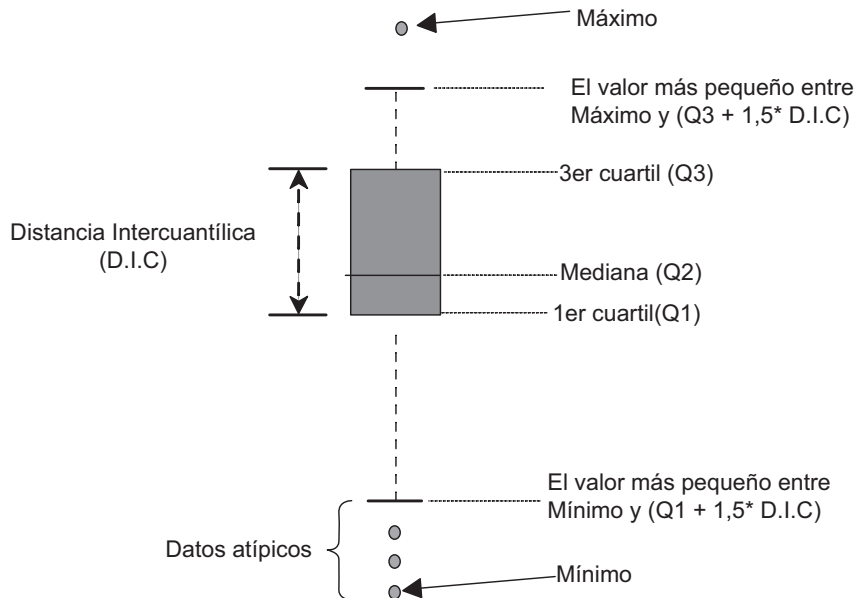 Máximo
El valor más pequeño entre
Máximo y (Q3 + 1,5* D.I.C)
3er cuartil (Q3)
Distancia Intercuantílica
(D.I.C)
Mediana (Q2)
1er cuartil(Q1)
El valor más pequeño entre
Mínimo y (Q1 + 1,5* D.I.C)
Datos atípicos
Mínimo